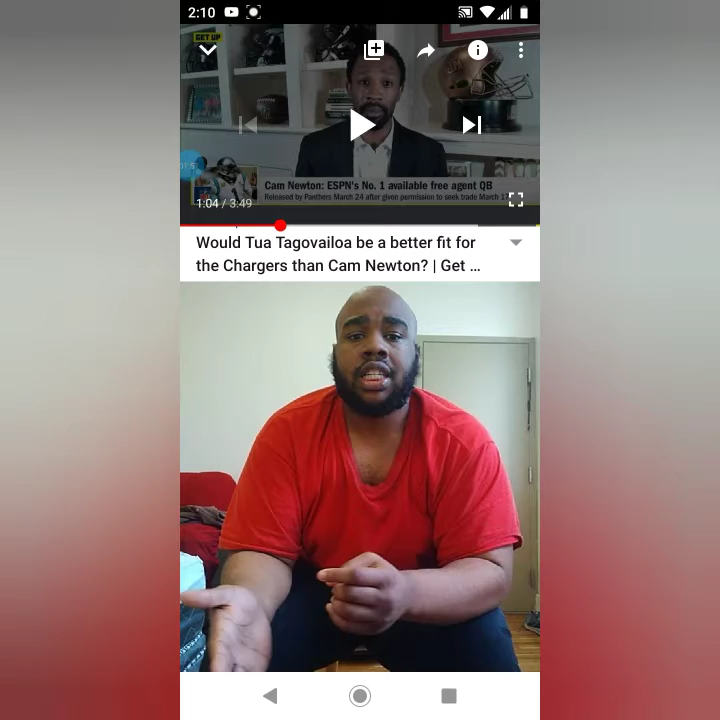 2:10
GET UP
Cam Newton: ESPN's No. 1 available free agent QB
Released by Panthers March 24 after given permission to seek trade March 17
1:04 / 3:49
Would Tua Tagovailoa be a better fit for
the Chargers than Cam Newton? | Get ...